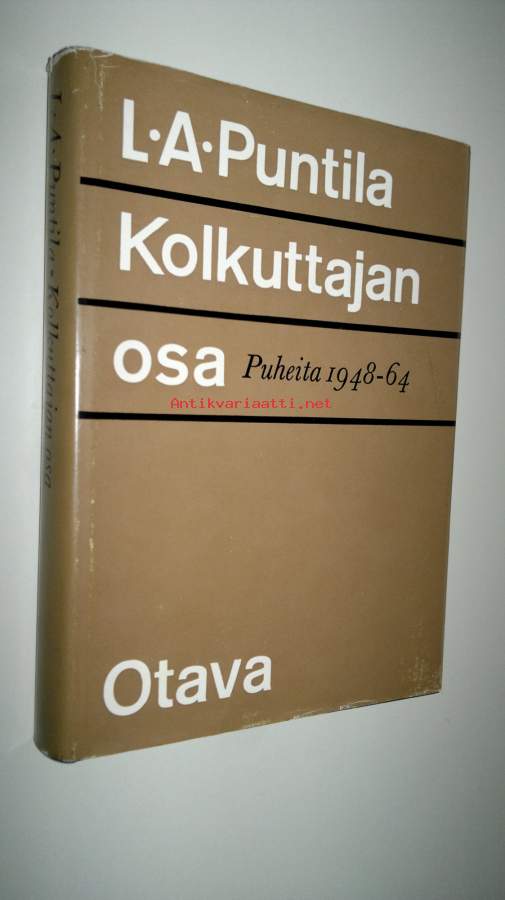 L·A·Puntila
Kolkuttajan
osa Puheita 1948-64
Antikvariaatti.net
Otava
L·A·Puntila · Kolkuttajan osa